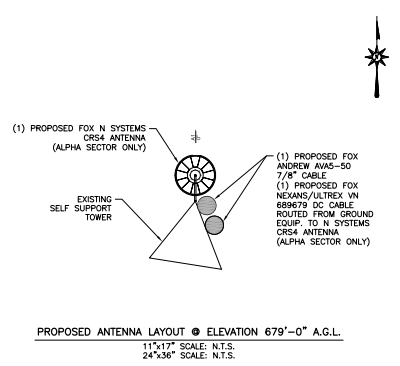 (1) PROPOSED FOX N SYSTEMS
CRS4 ANTENNA
(ALPHA SECTOR ONLY)
EXISTING
SELF SUPPORT
TOWER
(1) PROPOSED FOX
ANDREW AVA5-50
7/8" CABLE
(1) PROPOSED FOX
NEXANS/ULTREX VN
689679 DC CABLE
ROUTED FROM GROUND
EQUIP. TO N SYSTEMS
CRS4 ANTENNA
(ALPHA SECTOR ONLY)
PROPOSED ANTENNA LAYOUT @ ELEVATION 679'-0" A.G.L.
11"x17" SCALE: N.T.S.
24"x36" SCALE: N.T.S.